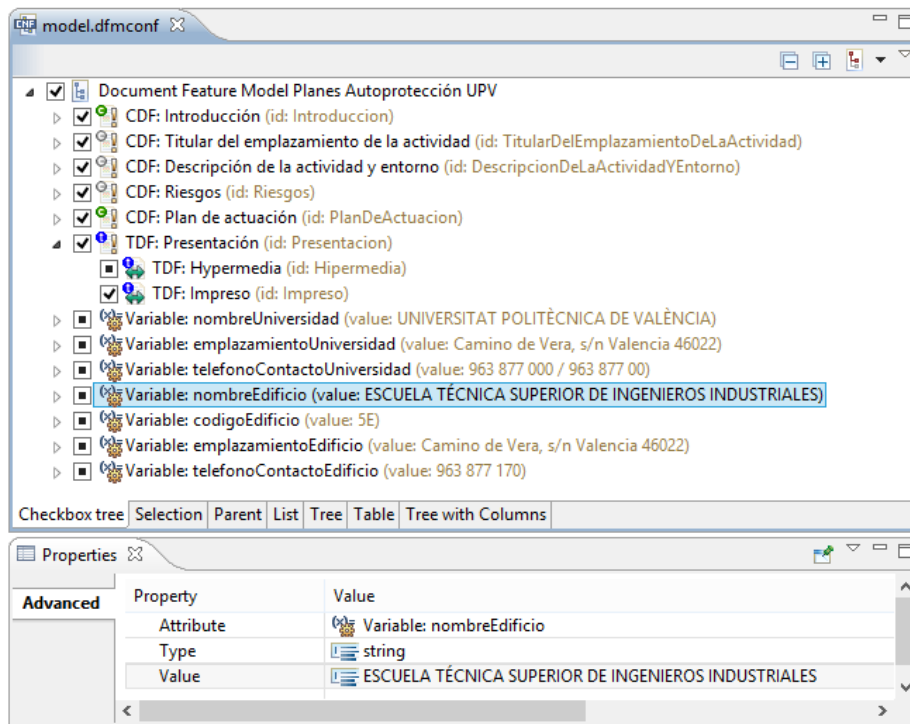 model.dfmconf
Document Feature Model Planes Autoprotección UPV
CDF: Introducción (id: Introduccion)
CDF: Titular del emplazamiento de la actividad (id: TitularDelEmplazamientoDeLaActividad)
CDF: Descripción de la actividad y entorno (id: DescripcionDeLaActividadYEntorno)
CDF: Riesgos (id: Riesgos)
CDF: Plan de actuación (id: PlanDeActuacion)
TDF: Presentación (id: Presentacion)
TDF: Hypermedia (id: Hipermedia)
TDF: Impreso (id: Impreso)
Variable: nombreUniversidad (value: UNIVERSITAT POLITÈCNICA DE VALÈNCIA)
Variable: emplazamientoUniversidad (value: Camino de Vera, s/n Valencia 46022)
Variable: telefonoContactoUniversidad (value: 963 877 000 / 963 877 00)
Variable: nombreEdificio (value: ESCUELA TÉCNICA SUPERIOR DE INGENIEROS INDUSTRIALES)
Variable: codigoEdificio (value: 5E)
Variable: emplazamientoEdificio (value: Camino de Vera, s/n Valencia 46022)
Variable: telefonoContactoEdificio (value: 963 877 170)
Checkbox tree Selection Parent List Tree Table Tree with Columns
Properties
Advanced Property Value
Attribute Variable: nombreEdificio
Type string
Value ESCUELA TÉCNICA SUPERIOR DE INGENIEROS INDUSTRIALES